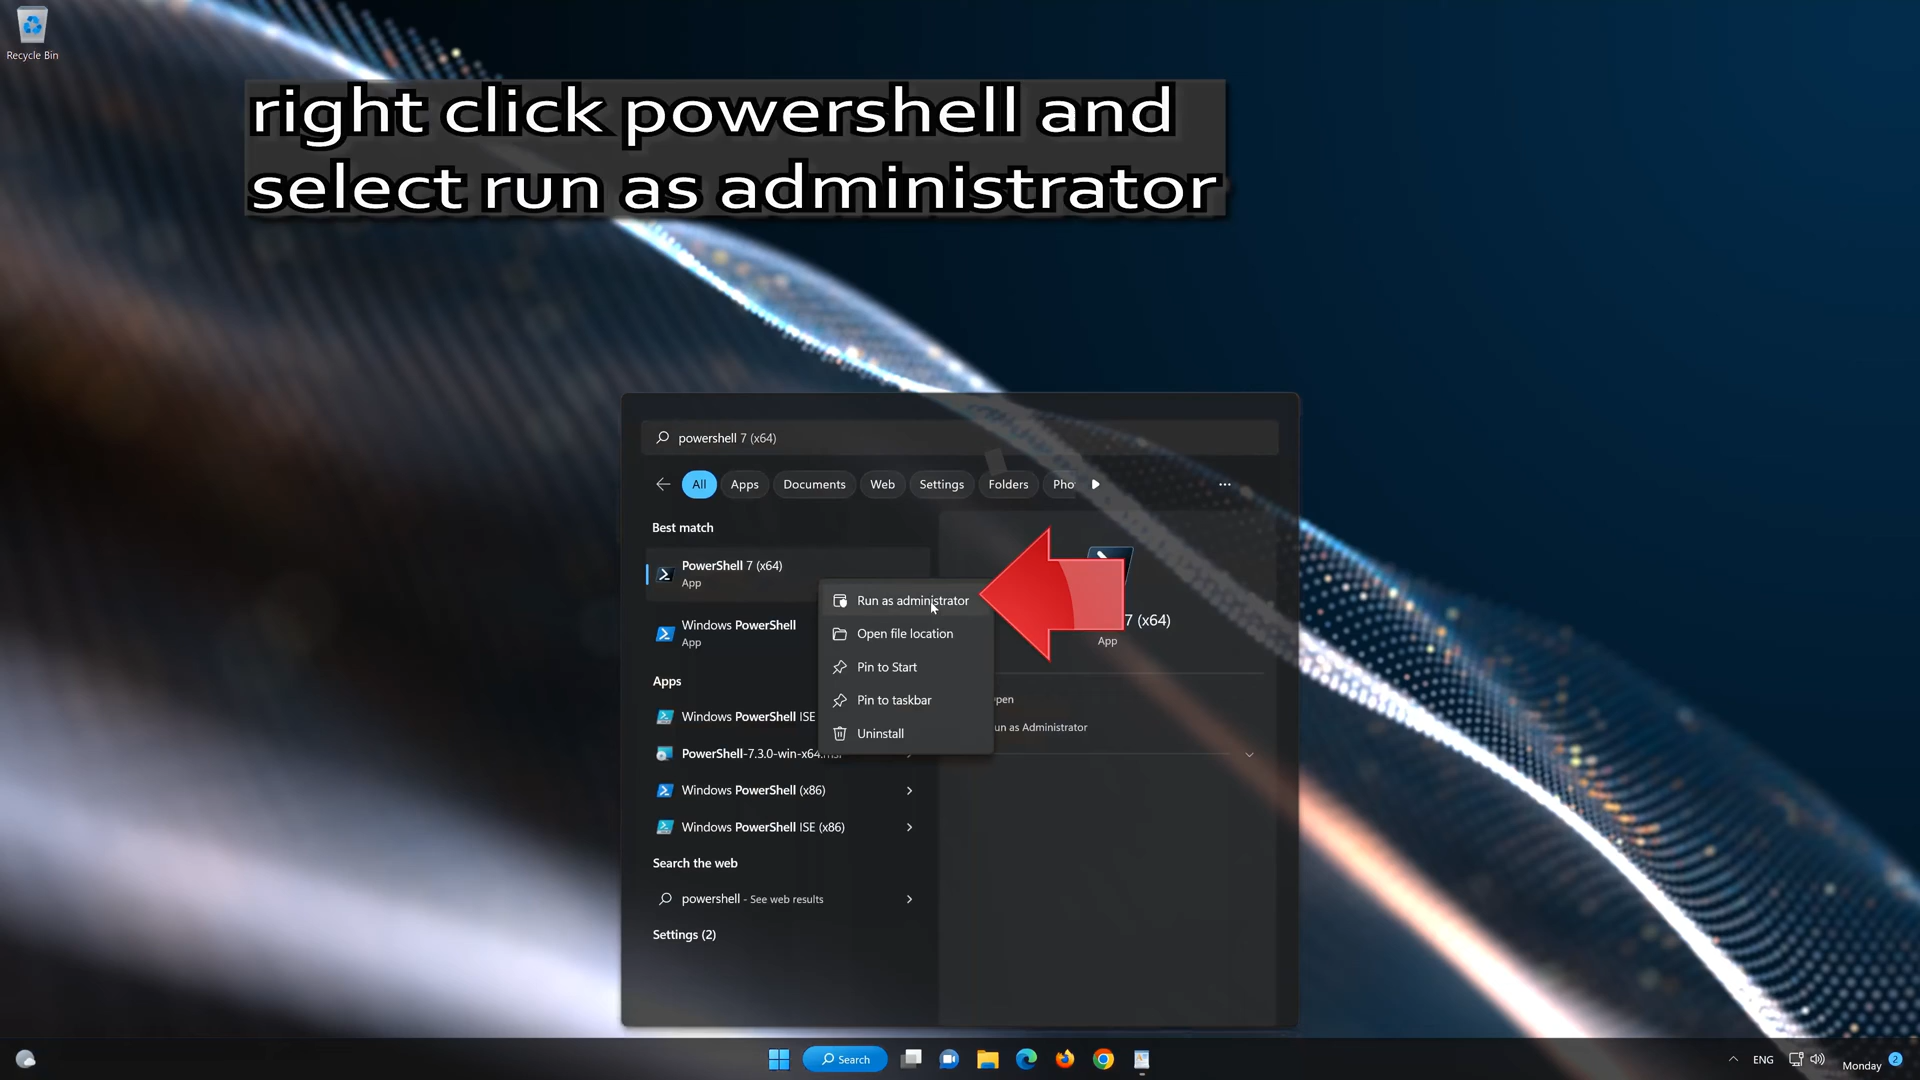 Recycle Bin
right click powershell and
select run as administrator
powershell 7 (x64)
All Apps Documents Web Settings Folders
Best match
PowerShell 7 (x64)
App
Windows PowerShell
App
Apps
Windows PowerShell ISE
PowerShell-7.3.0-win-x64.msi
Windows PowerShell (x86)
Windows PowerShell ISE (x86)
Search the web
powershell - See web results
Settings (2)
Run as administrator
Open file location
Pin to Start
Pin to taskbar
Uninstall
7 (x64)
App
as Administrator
Search
ENG
Monday
2